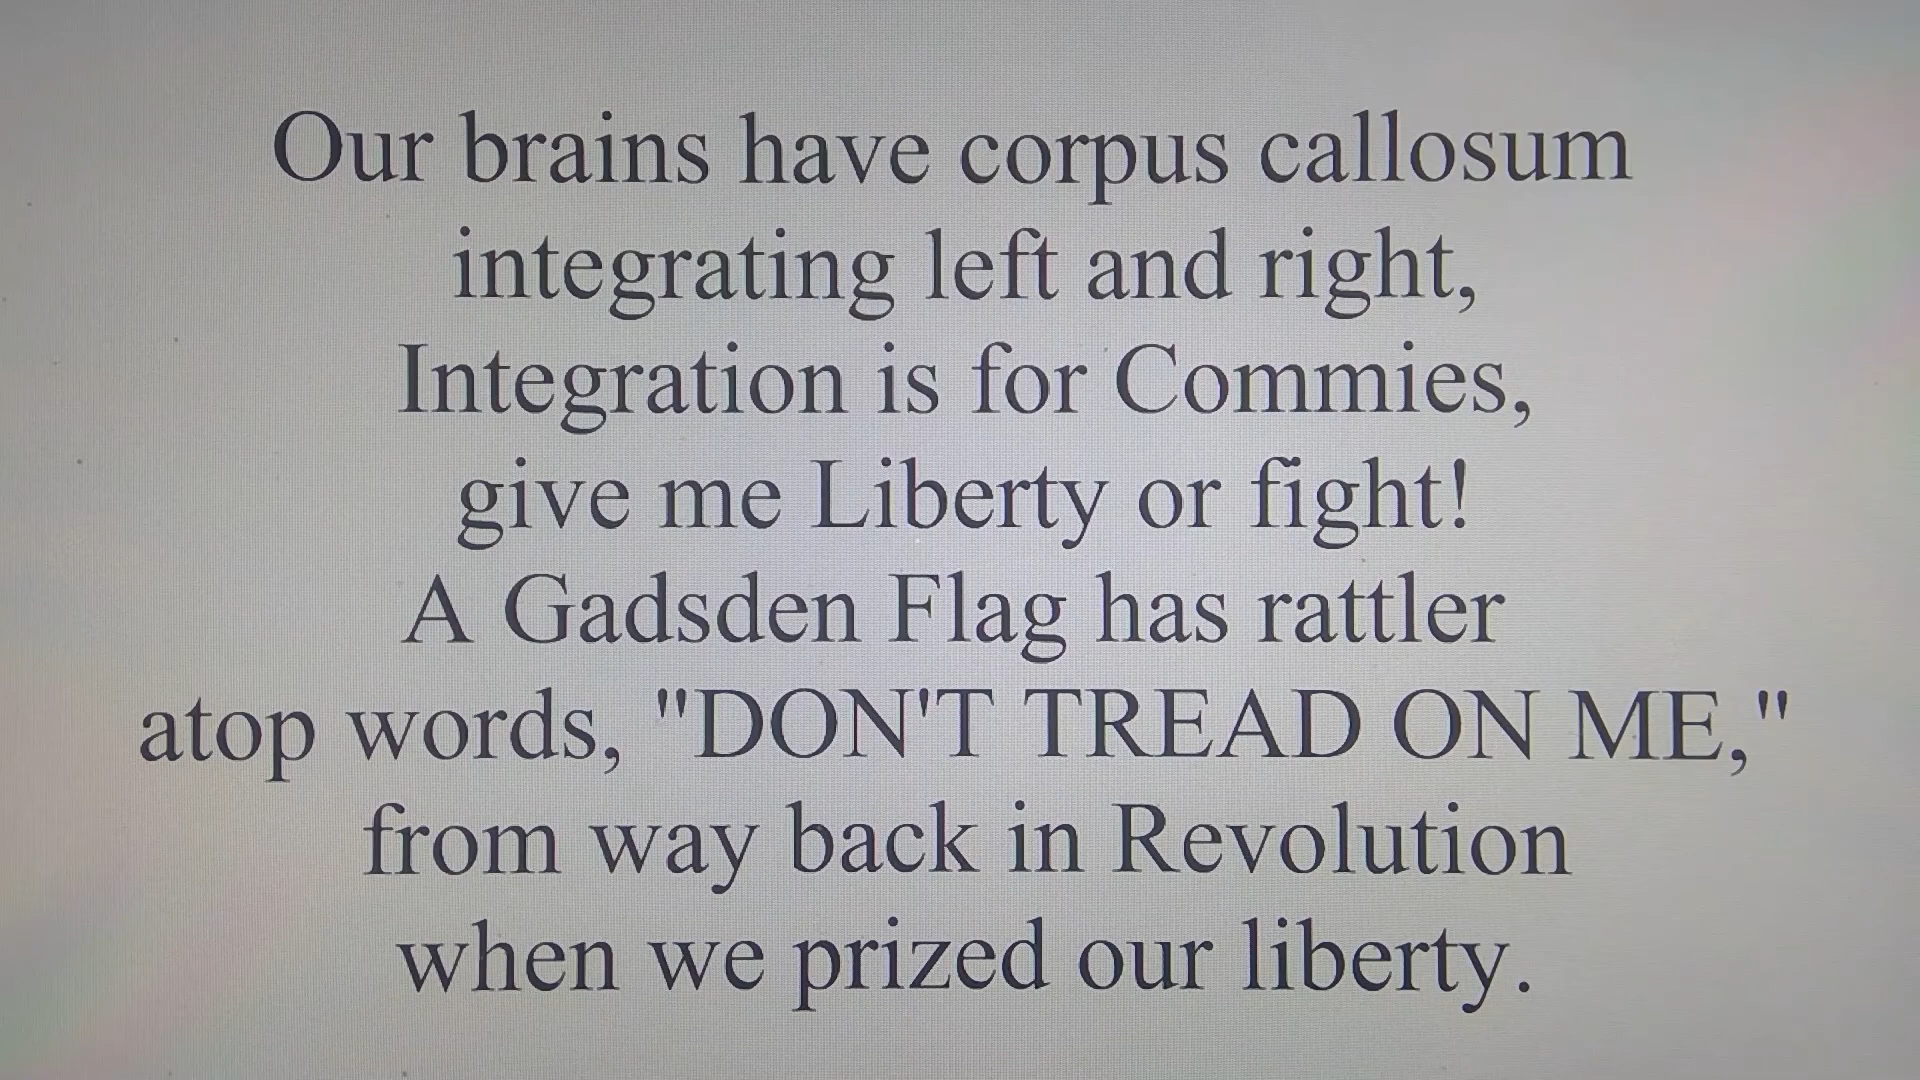 Our brains have corpus callosum
integrating left and right,
Integration is for Commies,
give me Liberty or fight!
A Gadsden Flag has rattler
atop words, "DON'T TREAD ON ME,"
from way back in Revolution
when we prized our liberty.